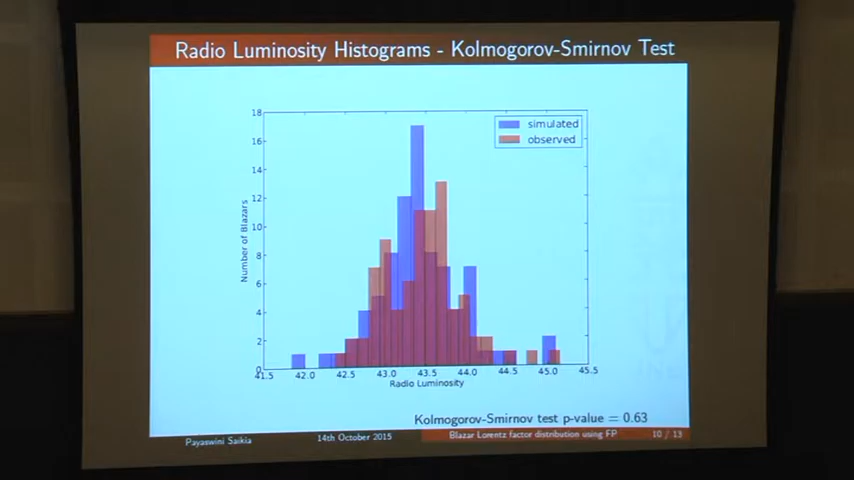 Radio Luminosity Histograms - Kolmogorov-Smirnov Test
18
16
14
12
10
8
6
4
2
0
Number of Blazars
simulated
observed
41.5 42.0 42.5 43.0 43.5 44.0 44.5 45.0 45.5
Radio Luminosity
Kolmogorov-Smirnov test p-value = 0.63
Payaswini Saikia 14th October 2015 Blazar Lorentz factor distribution using FP 10 / 13